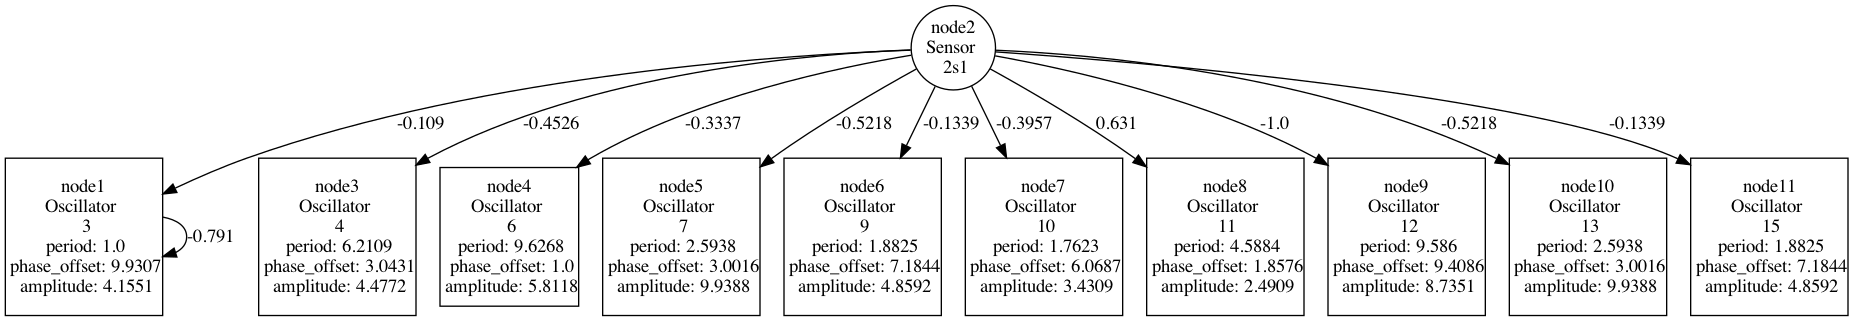 node2
Sensor
2s1
-0.109
-0.4526
-0.3337
-0.5218
-0.1339
-0.3957
0.631
-1.0
-0.5218
-0.1339
node1
Oscillator
3
period: 1.0
phase_offset: 9.9307
amplitude: 4.1551
-0.791
node3
Oscillator
4
period: 6.2109
phase_offset: 3.0431
amplitude: 4.4772
node4
Oscillator
6
period: 9.6268
phase_offset: 1.0
amplitude: 5.8118
node5
Oscillator
7
period: 2.5938
phase_offset: 3.0016
amplitude: 9.9388
node6
Oscillator
9
period: 1.8825
phase_offset: 7.1844
amplitude: 4.8592
node7
Oscillator
10
period: 1.7623
phase_offset: 6.0687
amplitude: 3.4309
node8
Oscillator
11
period: 4.5884
phase_offset: 1.8576
amplitude: 2.4909
node9
Oscillator
12
period: 9.586
phase_offset: 9.4086
amplitude: 8.7351
node10
Oscillator
13
period: 2.5938
phase_offset: 3.0016
amplitude: 9.9388
node11
Oscillator
15
period: 1.8825
phase_offset: 7.1844
amplitude: 4.8592